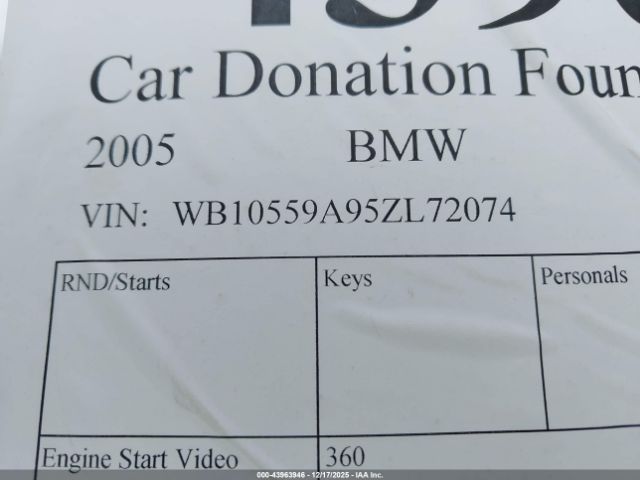 Car Donation
2005 BMW
VIN: WB10559A95ZL72074
RND/Starts Keys Personals
Engine Start Video 360
000-43963946 - 12/17/2025 - IAA Inc.